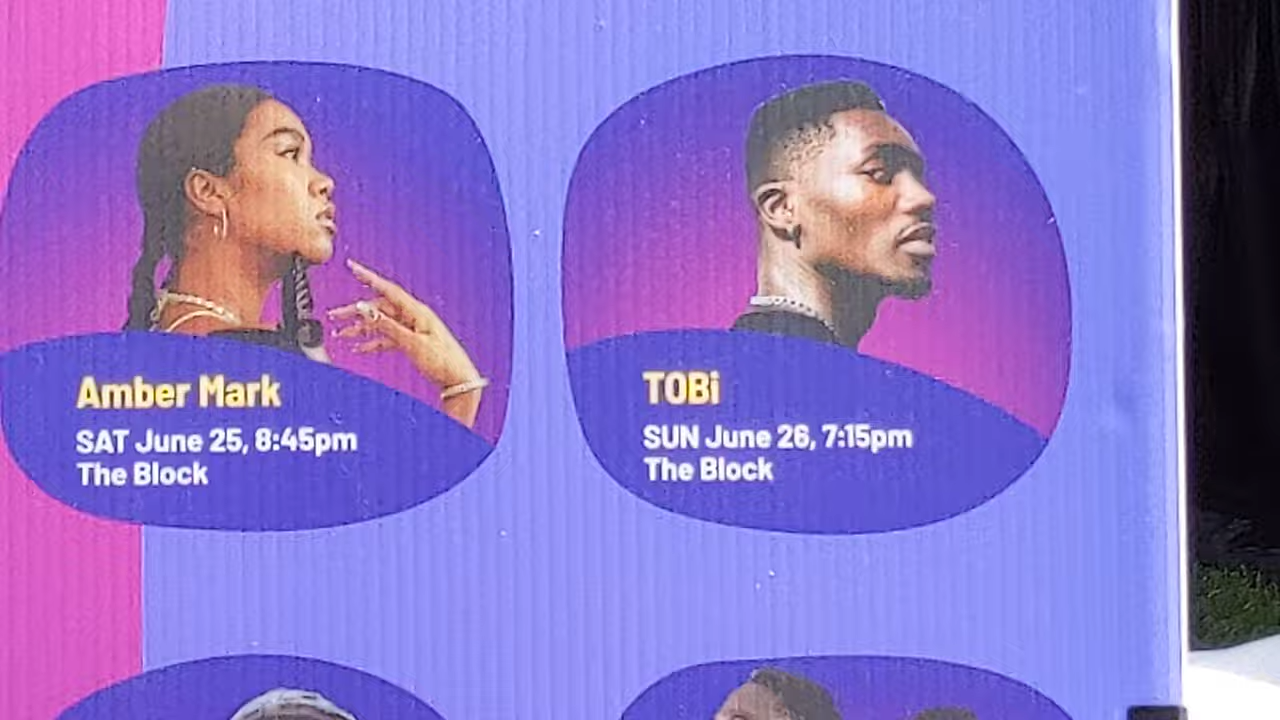 Amber Mark
SAT June 25, 8:45pm
The Block
TOBi
SUN June 26, 7:15pm
The Block